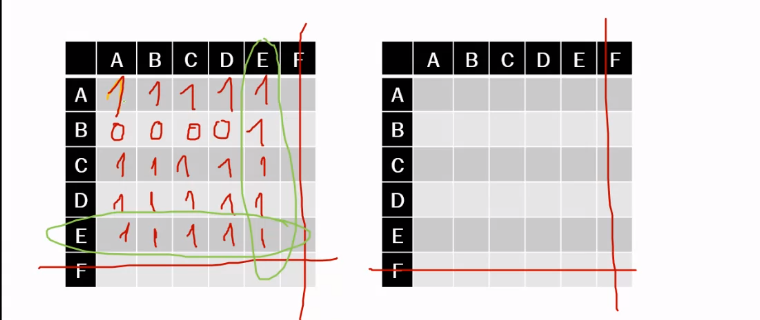 A B C D E F
A 1 1 1 1 1
B 0 0 0 0 1
C 1 1 1 1 1
D 1 1 1 1 1
E 1 1 1 1 1
F
A B C D E F
A
B
C
D
E
F